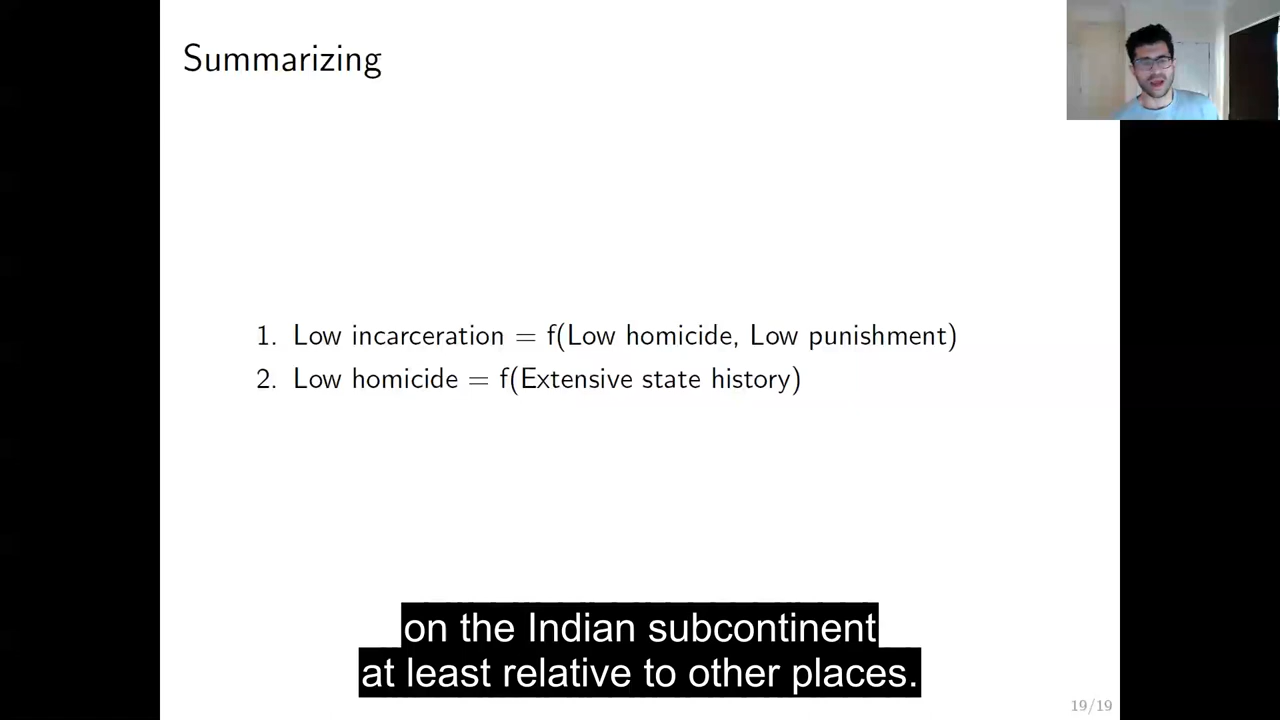 Summarizing
1. Low incarceration = f(Low homicide, Low punishment)
2. Low homicide = f(Extensive state history)
on the Indian subcontinent
at least relative to other places.
19/19